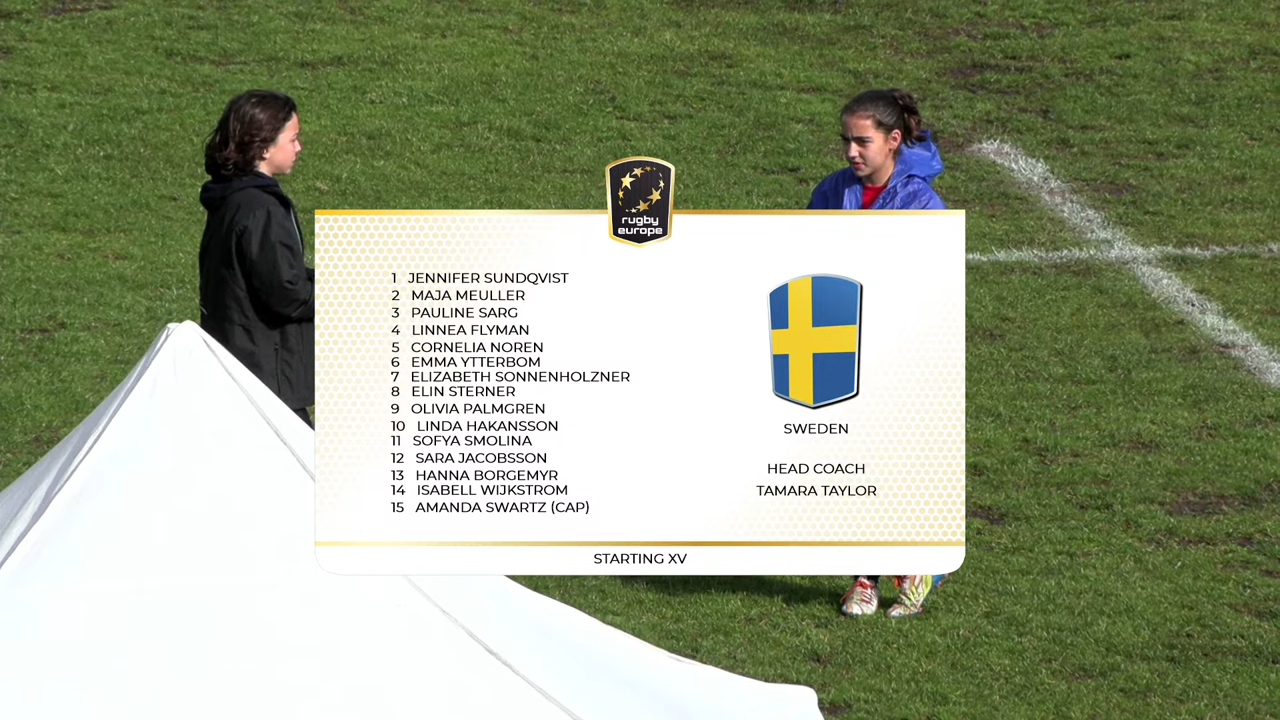 rugby
europe
1 JENNIFER SUNDQVIST
2 MAJA MEULLER
3 PAULINE SARG
4 LINNEA FLYMAN
5 CORNELIA NOREN
6 EMMA YTTERBOM
7 ELIZABETH SONNENHOLZNER
8 ELIN STERNER
9 OLIVIA PALMGREN
10 LINDA HAKANSSON
11 SOFYA SMOLINA
12 SARA JACOBSSON
13 HANNA BORGEMYR
14 ISABELL WIJKSTROM
15 AMANDA SWARTZ (CAP)
SWEDEN
HEAD COACH
TAMARA TAYLOR
STARTING XV